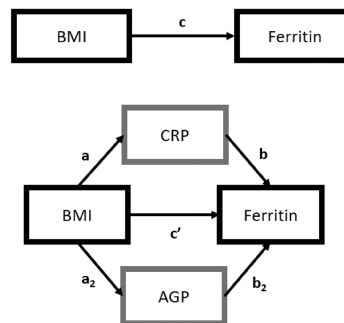 c
BMI
Ferritin
CRP
a
b
BMI
Ferritin
c'
a₂
b₂
AGP